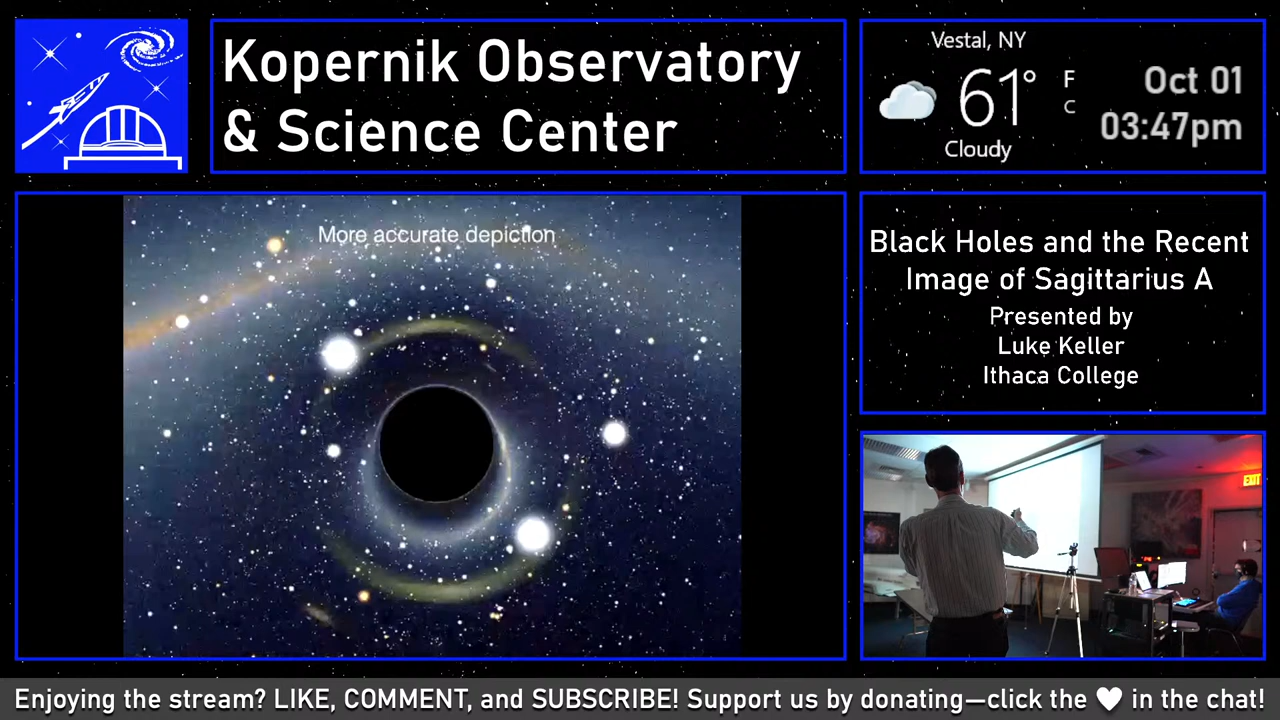 Kopernik Observatory
& Science Center
Vestal, NY
61° F
C
Cloudy
Oct 01
03:47pm
More accurate depiction
Black Holes and the Recent
Image of Sagittarius A
Presented by
Luke Keller
Ithaca College
EXIT
Enjoying the stream? LIKE, COMMENT, and SUBSCRIBE! Support us by donating—click the ♥ in the chat!